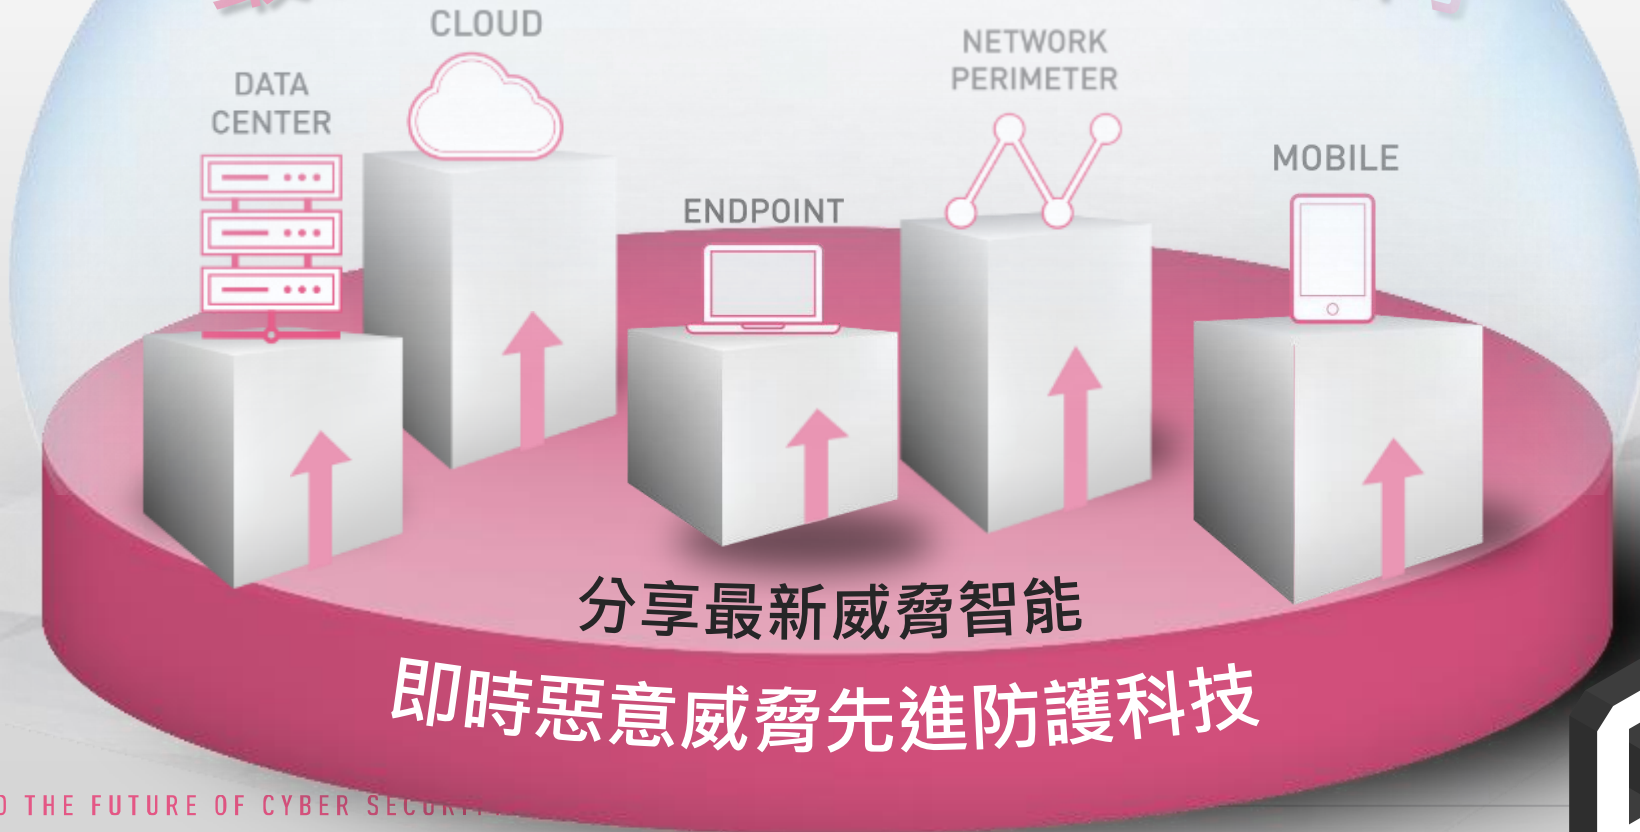 CLOUD
NETWORK
PERIMETER
DATA
CENTER
MOBILE
ENDPOINT
分享最新威脅智能
即時惡意威脅先進防護科技
THE FUTURE OF CYBER